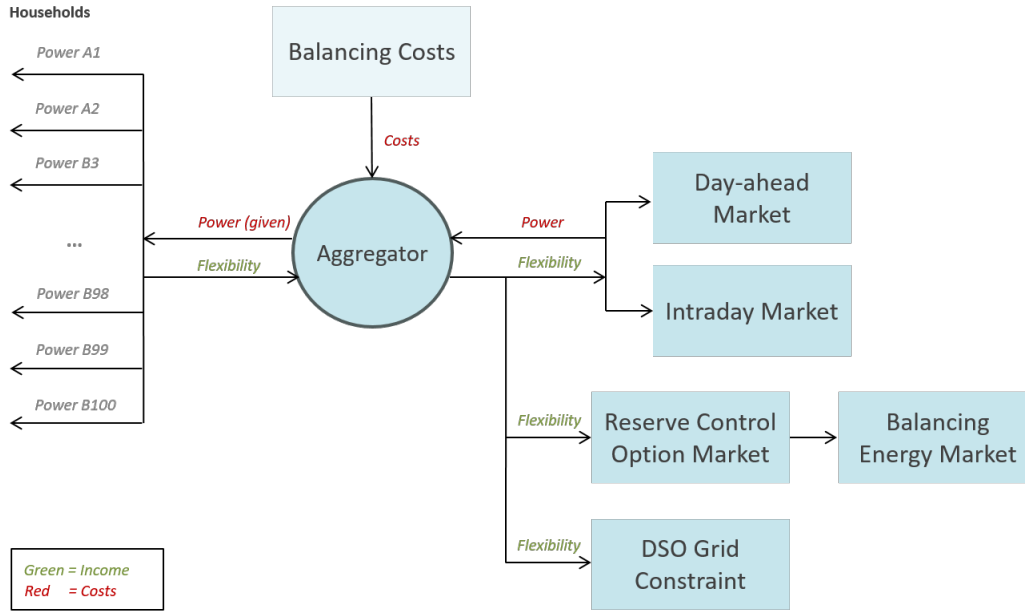 Households
Power A1
Power A2
Power B3
...
Power B98
Power B99
Power B100
Balancing Costs
Costs
Power (given)
Flexibility
Aggregator
Power
Flexibility
Day-ahead
Market
Intraday Market
Flexibility
Reserve Control
Option Market
Balancing
Energy Market
Flexibility
DSO Grid
Constraint
Green = Income
Red = Costs